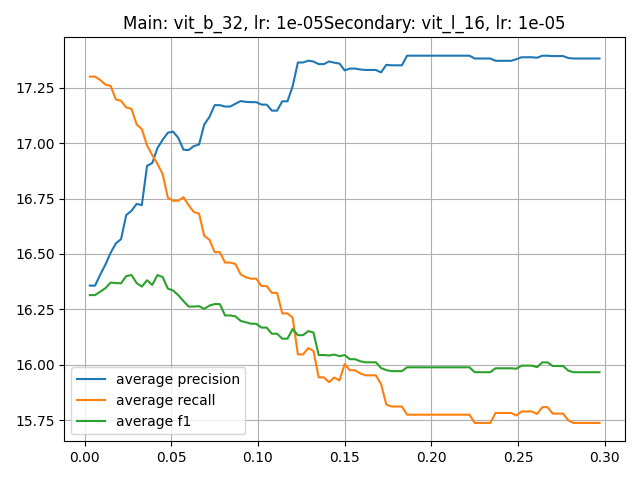 Main: vit_b_32, lr: 1e-05Secondary: vit_l_16, lr: 1e-05
17.25
17.00
16.75
16.50
16.25
16.00
15.75
average precision
average recall
average f1
0.00 0.05 0.10 0.15 0.20 0.25 0.30